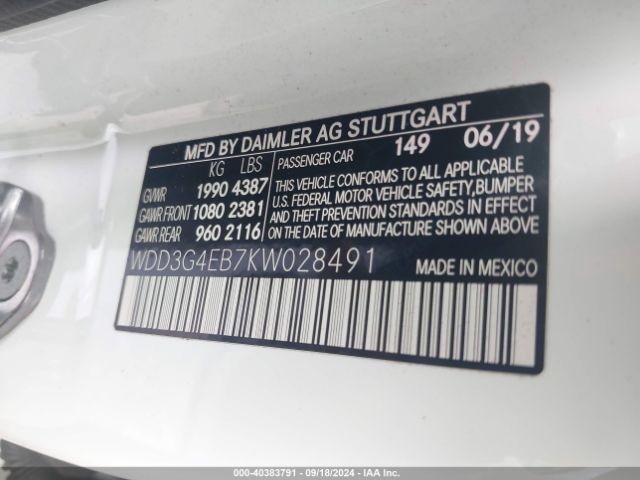 MFD BY DAIMLER AG STUTTGART
KG LBS
PASSENGER CAR 149 06/19
GVWR 1990 4387
GAWR FRONT 1080 2381
GAWR REAR 960 2116
THIS VEHICLE CONFORMS TO ALL APPLICABLE
U.S. FEDERAL MOTOR VEHICLE SAFETY, BUMPER
AND THEFT PREVENTION STANDARDS IN EFFECT
ON THE DATE OF MANUFACTURE SHOWN ABOVE.
WDD3G4EB7KW028491
MADE IN MEXICO
000-40383791 - 09/18/2024 - IAA, Inc.